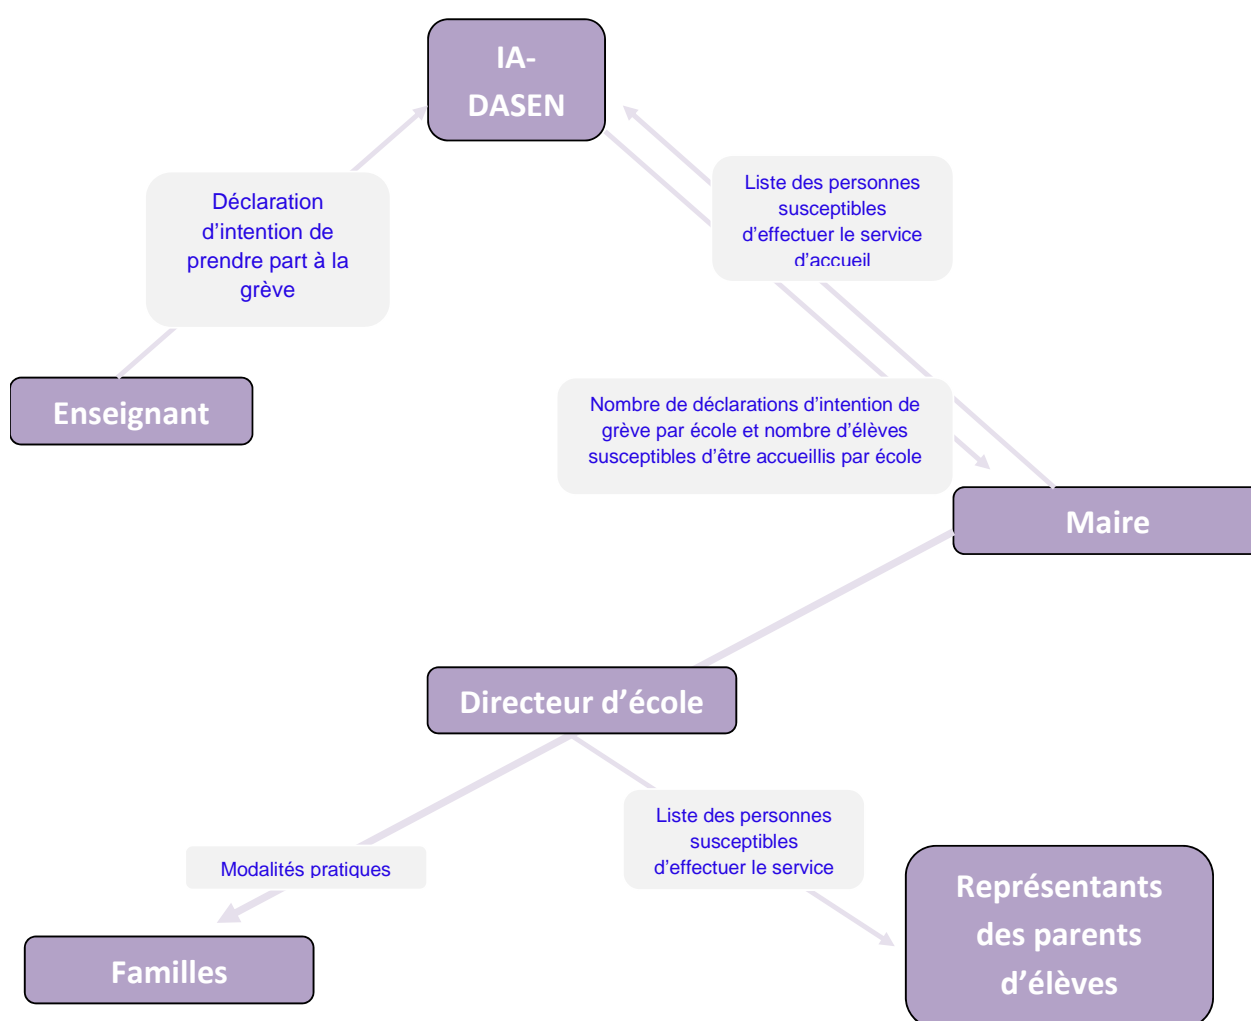 IA-
DASEN
Déclaration
d’intention de
prendre part à la
grève
Liste des personnes
susceptibles
d’effectuer le service
d’accueil
Enseignant
Nombre de déclarations d’intention de
grève par école et nombre d’élèves
susceptibles d’être accueillis par école
Maire
Directeur d’école
Liste des personnes
susceptibles
d’effectuer le service
Modalités pratiques
Représentants
des parents
d’élèves
Familles